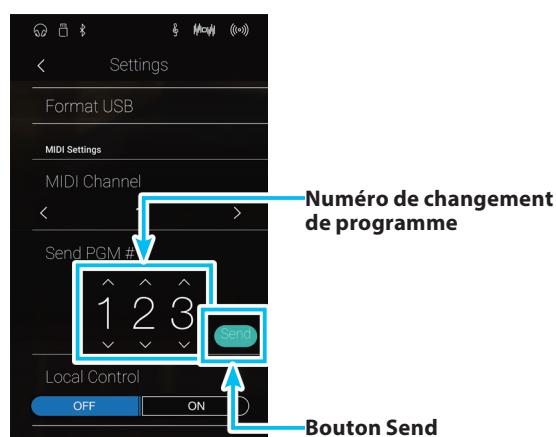 Settings
Format USB
MIDI Settings
MIDI Channel
Numéro de changement
de programme
Send PGM #
1 2 3
Send
Local Control
OFF ON
Bouton Send